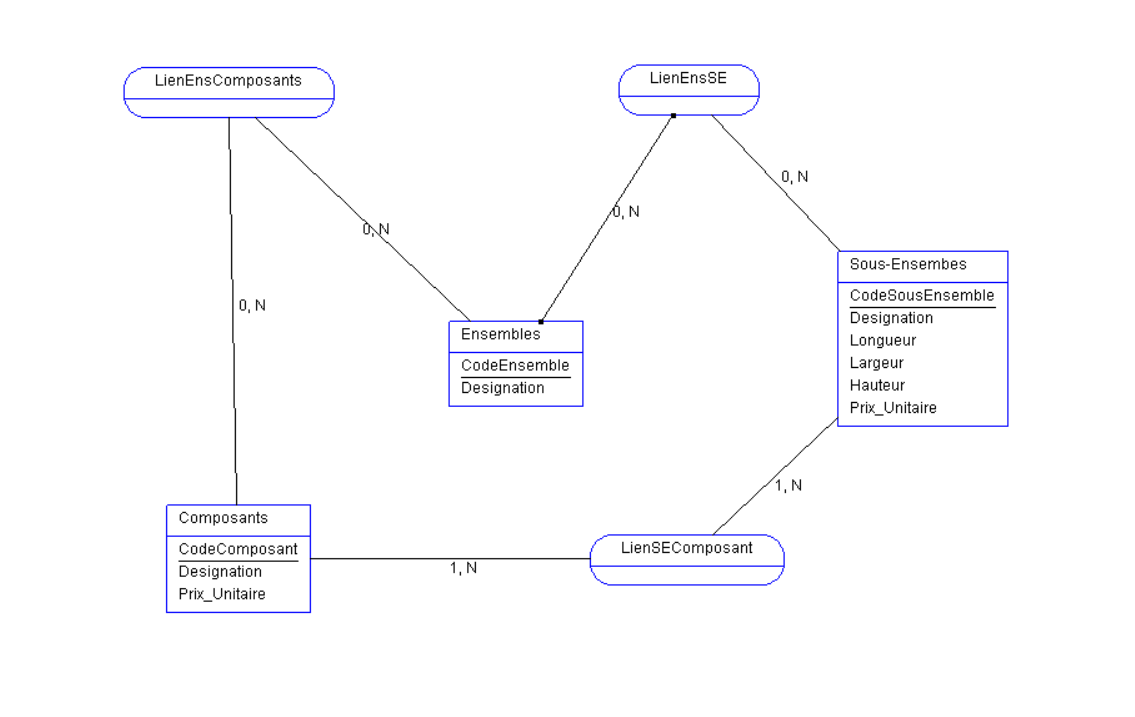 LienEnsComposants
LienEnsSE
0, N
0, N
0, N
0, N
Sous-Ensembes
CodeSousEnsemble
Designation
Longueur
Largeur
Hauteur
Prix_Unitaire
Ensembles
CodeEnsemble
Designation
1, N
Composants
CodeComposant
Designation
Prix_Unitaire
1, N
LienSEComposant